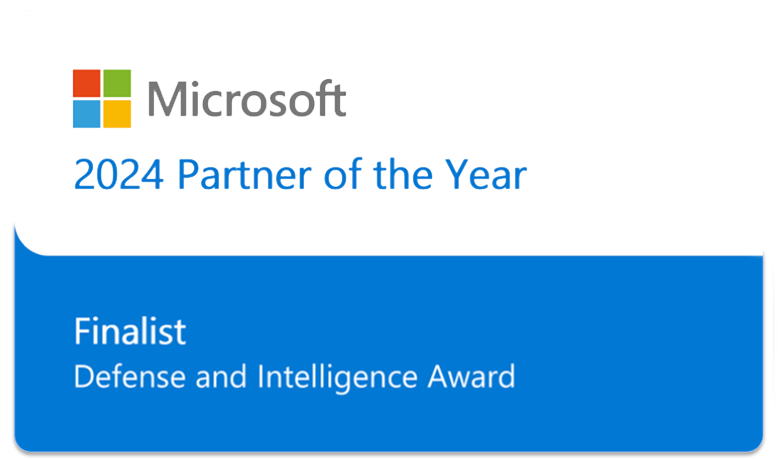 Microsoft
2024 Partner of the Year
Finalist
Defense and Intelligence Award